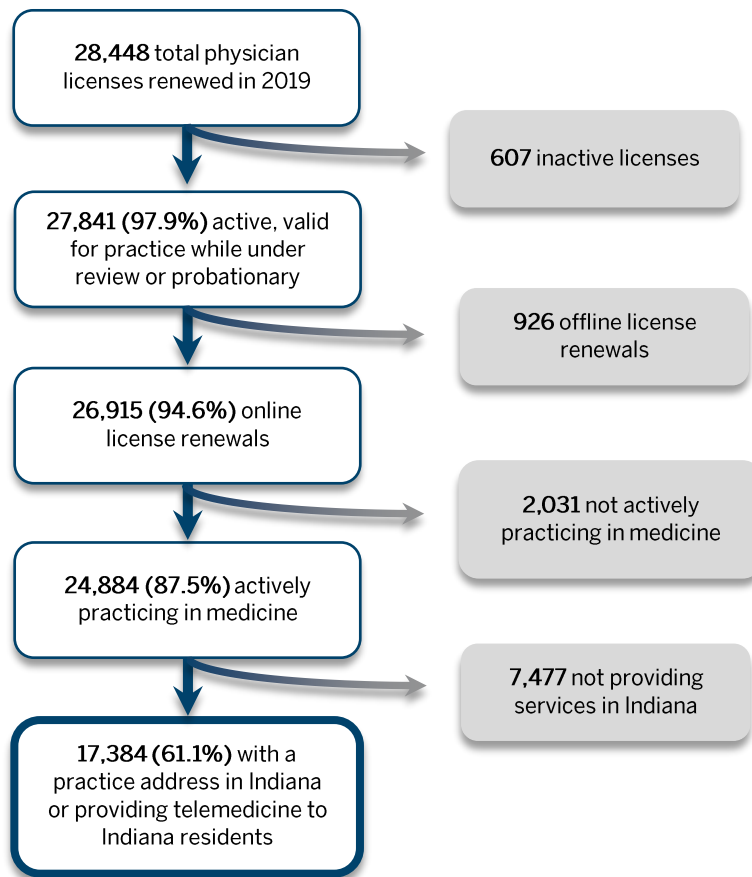 28,448 total physician
licenses renewed in 2019
607 inactive licenses
27,841 (97.9%) active, valid
for practice while under
review or probationary
926 offline license
renewals
26,915 (94.6%) online
license renewals
2,031 not actively
practicing in medicine
24,884 (87.5%) actively
practicing in medicine
7,477 not providing
services in Indiana
17,384 (61.1%) with a
practice address in Indiana
or providing telemedicine to
Indiana residents